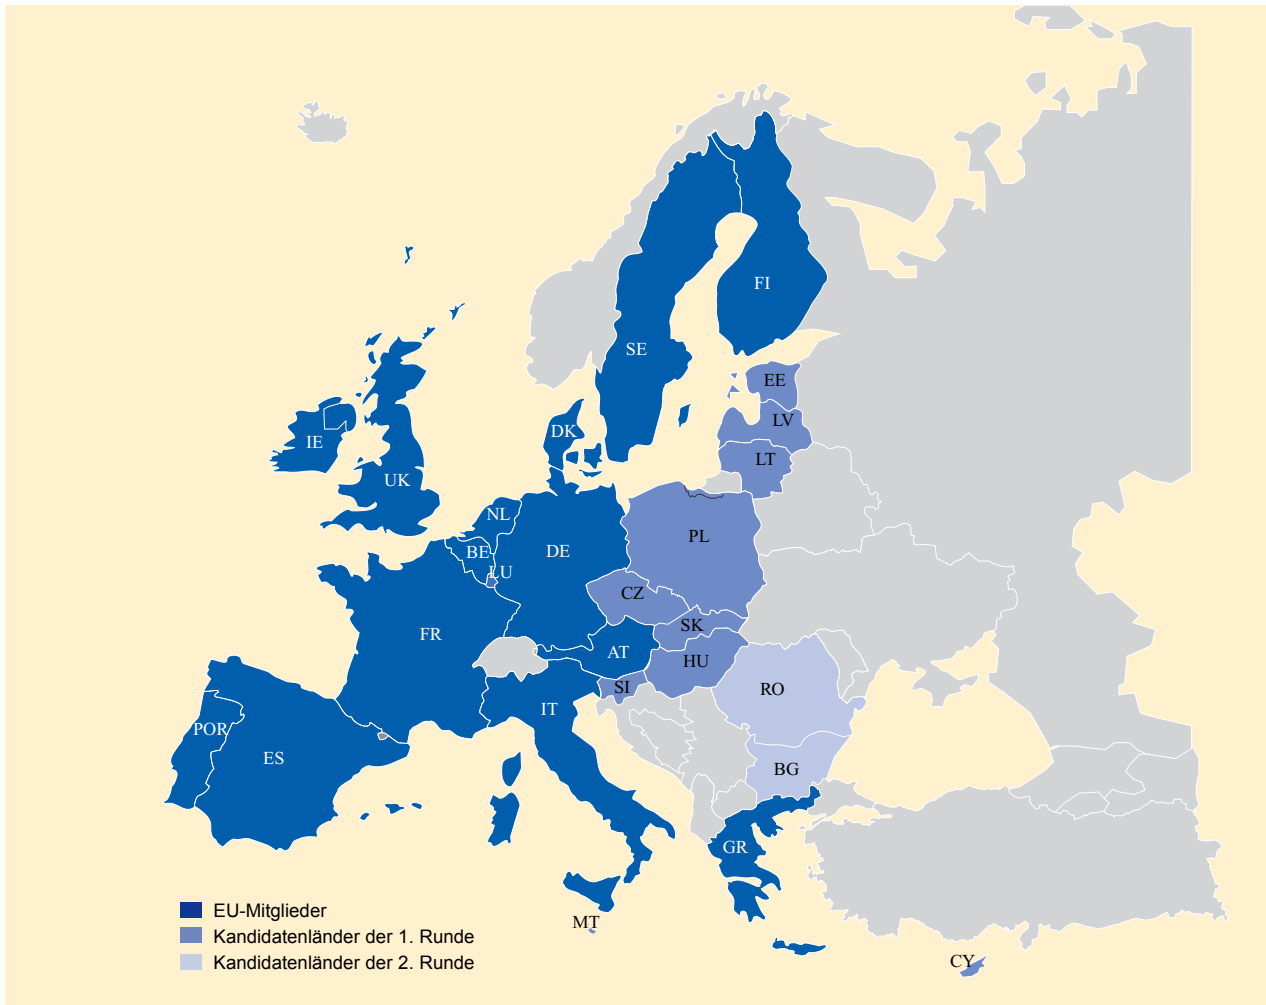 FI
SE
EE
LV
DK
IE
LT
UK
NL
PL
BE
DE
LU
CZ
SK
FR
AT
HU
SI
RO
IT
POR
ES
BG
GR
EU-Mitglieder
MT
Kandidatenländer der 1. Runde
Kandidatenländer der 2. Runde
CY